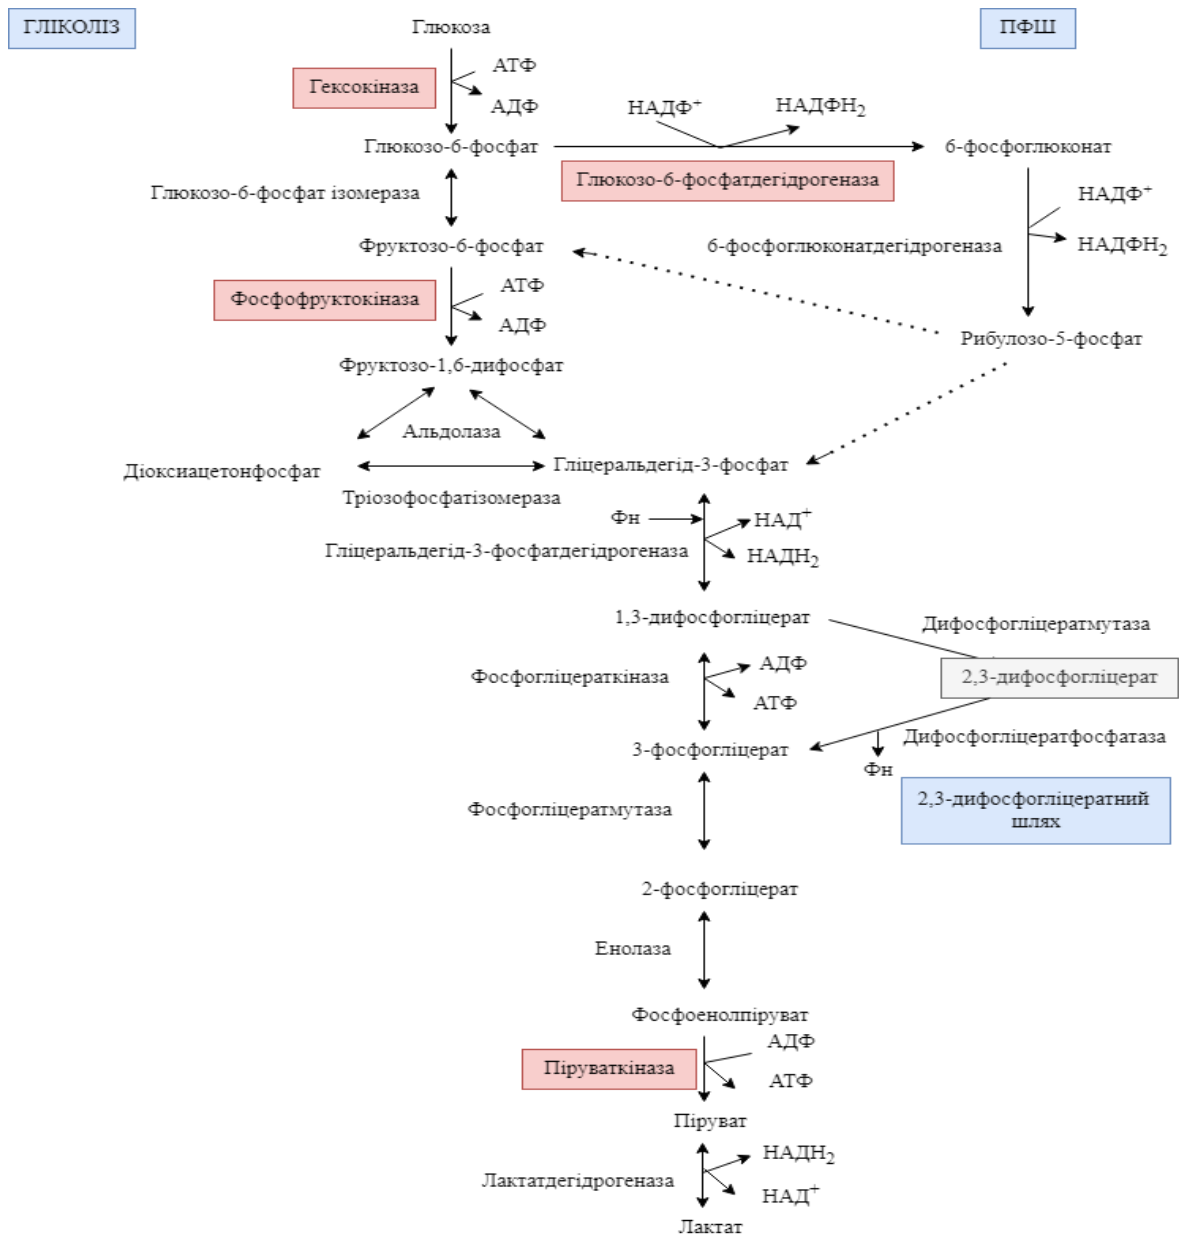 ГЛІКОЛІЗ
Глюкоза
ПФШ
АТФ
Гексокіназа
АДФ
НАДФ⁺
НАДФН₂
Глюкозо-6-фосфат
6-фосфоглюконат
Глюкозо-6-фосфатдегідрогеназа
Глюкозо-6-фосфат ізомераза
НАДФ⁺
Фруктозо-6-фосфат
6-фосфоглюконатдегідрогеназа
НАДФН₂
АТФ
Фосфофруктокіназа
АДФ
Рибулозо-5-фосфат
Фруктозо-1,6-дифосфат
Альдолаза
Діоксиацетонфосфат
Гліцеральдегід-3-фосфат
Тріозофосфатізомераза
Фн
НАД⁺
Гліцеральдегід-3-фосфатдегідрогеназа
НАДН₂
1,3-дифосфогліцерат
Дифосфогліцератмутаза
АДФ
Фосфогліцераткіназа
2,3-дифосфогліцерат
АТФ
3-фосфогліцерат
Дифосфогліцератфосфатаза
Фн
Фосфогліцератмутаза
2,3-дифосфогліцератний
шлях
2-фосфогліцерат
Енолаза
Фосфоенолпіруват
АДФ
Піруваткіназа
АТФ
Піруват
НАДН₂
Лактатдегідрогеназа
НАД⁺
Лактат